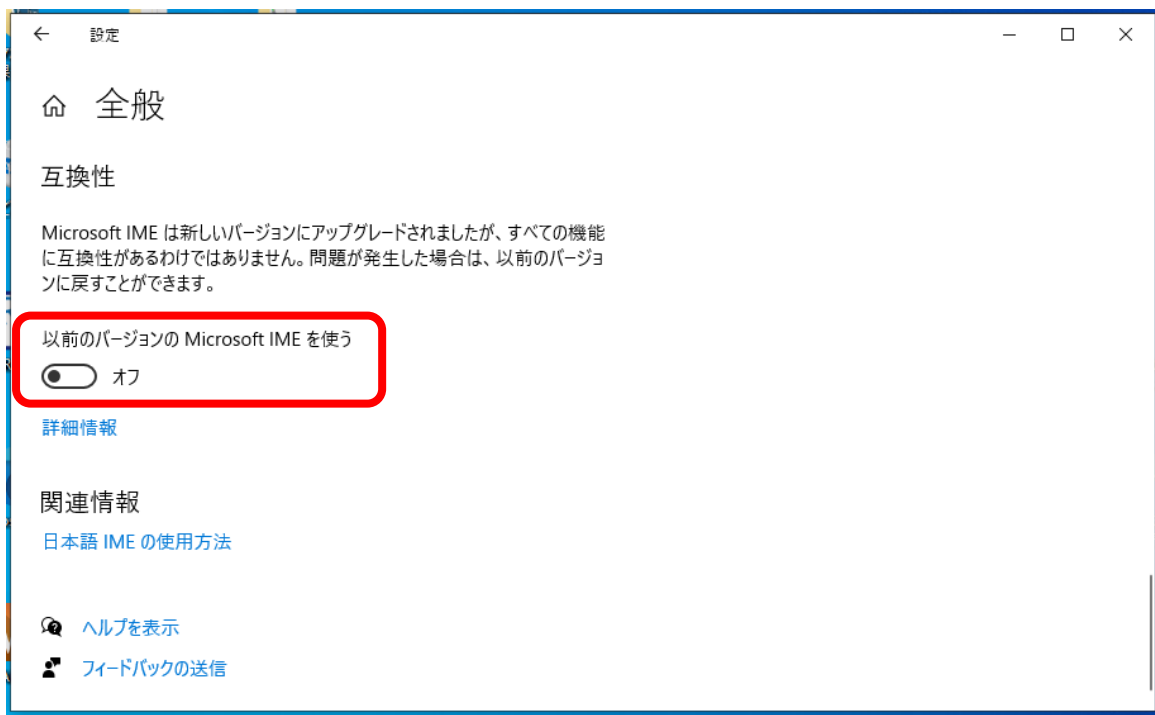 設定
全般
互換性
Microsoft IME は新しいバージョンにアップグレードされましたが、すべての機能
に互換性があるわけではありません。問題が発生した場合は、以前のバージョ
ンに戻すことができます。
以前のバージョンの Microsoft IME を使う
オフ
詳細情報
関連情報
日本語 IME の使用方法
ヘルプを表示
フィードバックの送信